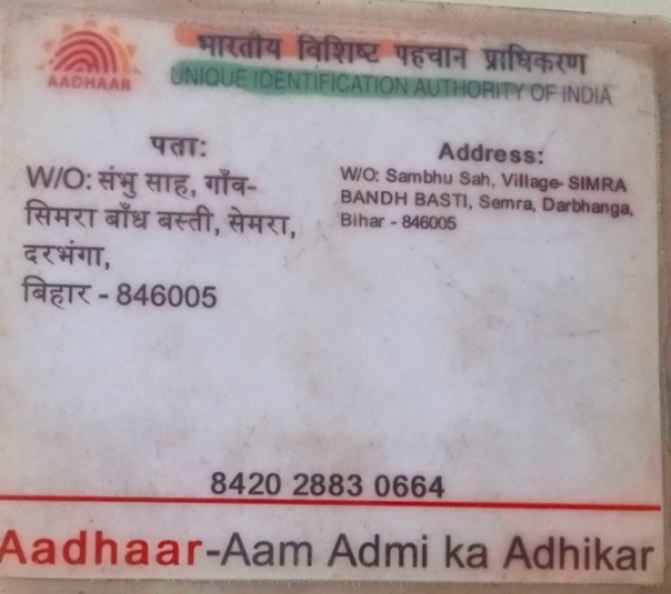 भारतीय विशिष्ट पहचान प्राधिकरण
AADHAAR
UNIQUE IDENTIFICATION AUTHORITY OF INDIA
पता:
W/O: संभु साह, गाँव-
सिमरा बाँध बस्ती, सेमरा,
दरभंगा,
बिहार - 846005
Address:
W/O: Sambhu Sah, Village- SIMRA
BANDH BASTI, Semra, Darbhanga,
Bihar - 846005
8420 2883 0664
Aadhaar-Aam Admi ka Adhikar